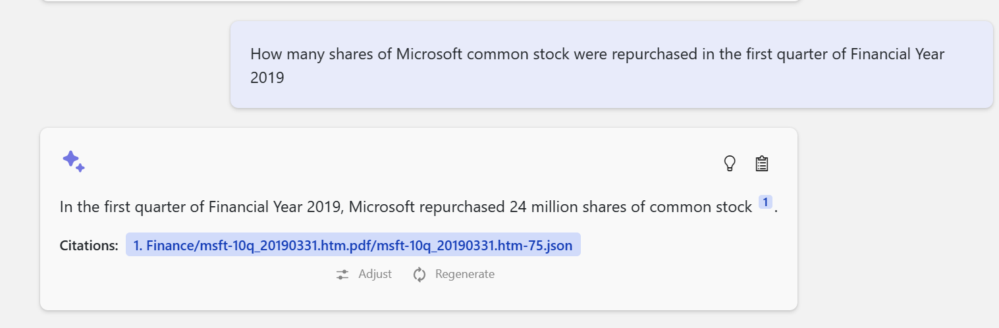 How many shares of Microsoft common stock were repurchased in the first quarter of Financial Year
2019
In the first quarter of Financial Year 2019, Microsoft repurchased 24 million shares of common stock 1 .
Citations: 1. Finance/msft-10q_20190331.htm.pdf/msft-10q_20190331.htm-75.json
Adjust Regenerate